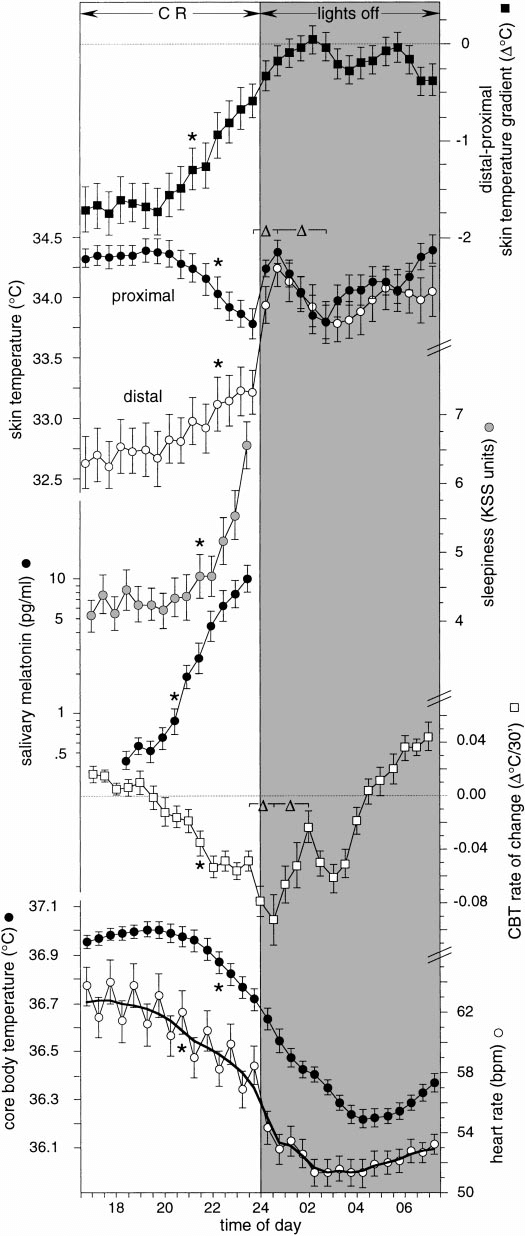 C R
lights off
0
-1
-2
distal-proximal
skin temperature gradient (Δ°C)
*
34.5
34.0
33.5
33.0
32.5
skin temperature (°C)
Δ Δ
proximal
*
distal
*
7
6
5
4
sleepiness (KSS units)
*
10
5
1
.5
salivary melatonin (pg/ml)
*
0.04
0.00
-0.04
-0.08
CBT rate of change (Δ°C/30')
Δ Δ
*
37.1
36.9
36.7
36.5
36.3
36.1
core body temperature (°C)
*
*
62
58
54
50
heart rate (bpm)
18 20 22 24 02 04 06
time of day